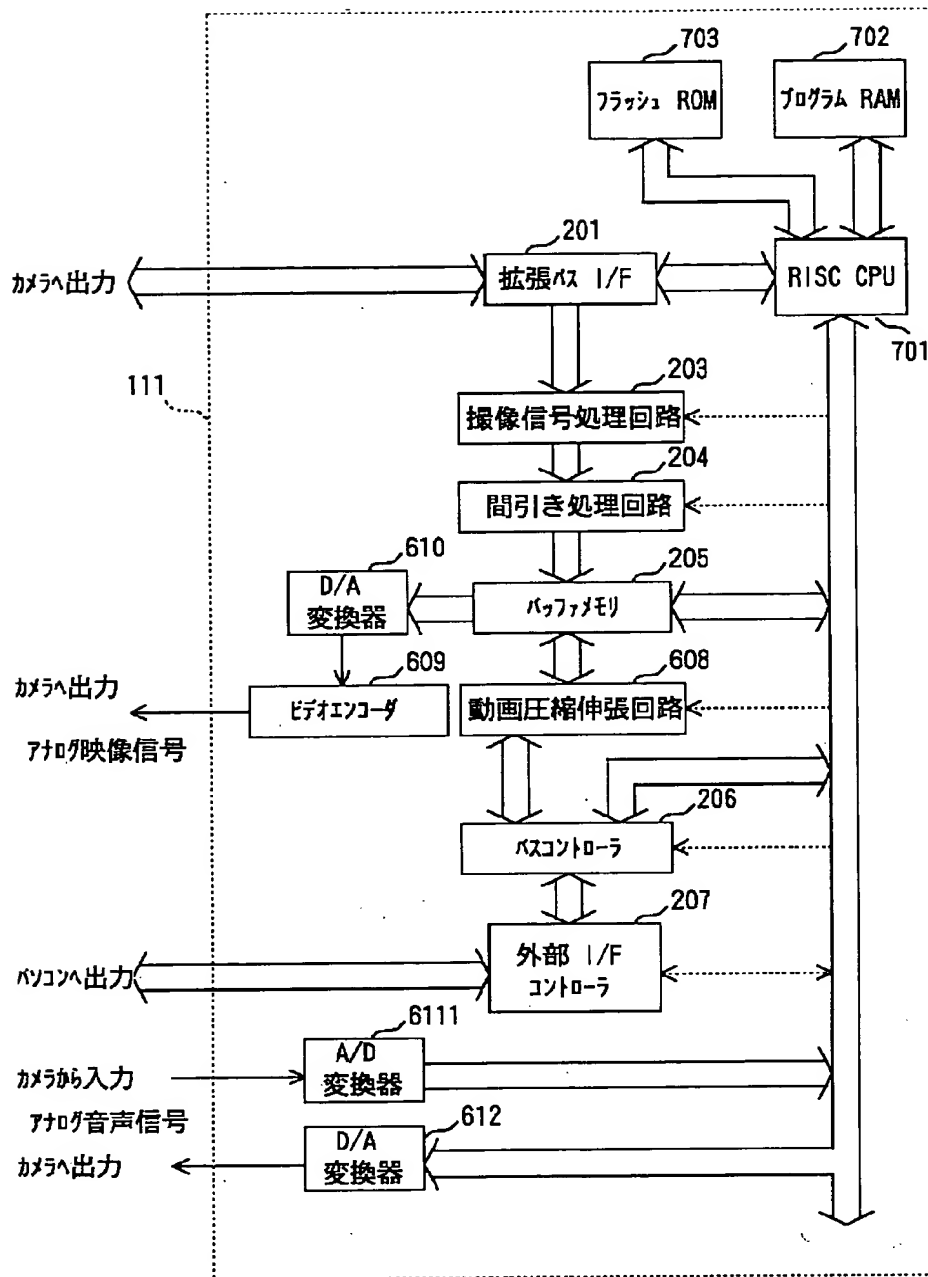 703
702
ﾌﾗｯｼｭ ROM
ﾌﾟﾛｸﾞﾗﾑ RAM
201
ｶﾒﾗへ出力
拡張ﾊﾞｽ I/F
RISC CPU
701
111
203
撮像信号処理回路
204
間引き処理回路
610
205
D/A
変換器
ﾊﾞｯﾌｧﾒﾓﾘ
609
608
ｶﾒﾗへ出力
ﾋﾞﾃﾞｵｴﾝｺｰﾀﾞ
動画圧縮伸張回路
ｱﾅﾛｸﾞ映像信号
206
ﾊﾞｽｺﾝﾄﾛｰﾗ
207
外部 I/F
ｺﾝﾄﾛｰﾗ
ﾊﾟｿｺﾝへ出力
6111
A/D
変換器
ｶﾒﾗから入力
ｱﾅﾛｸﾞ音声信号
612
D/A
変換器
ｶﾒﾗへ出力